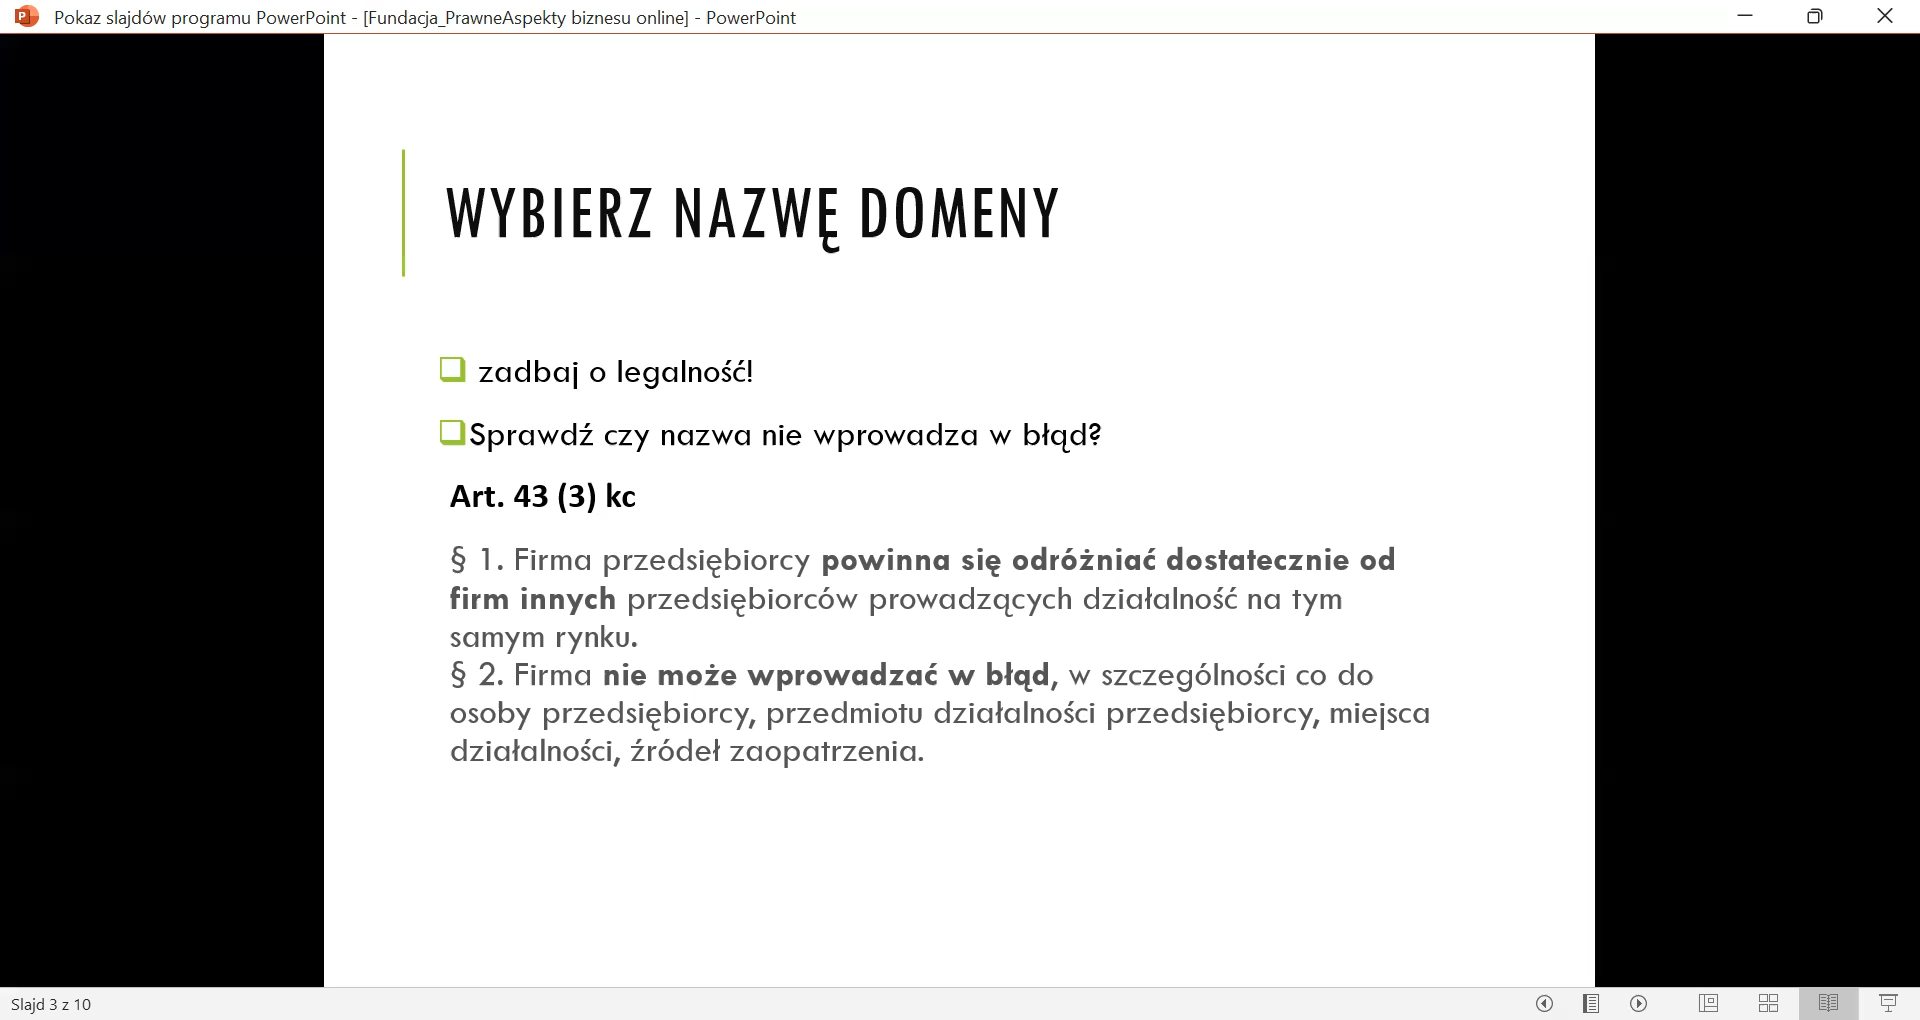 Pokaz slajdów programu PowerPoint - [Fundacja_PrawneAspekty biznesu online] - PowerPoint
WYBIERZ NAZWĘ DOMENY
zadbaj o legalność!
Sprawdź czy nazwa nie wprowadza w błąd?
Art. 43 (3) kc
§ 1. Firma przedsiębiorcy powinna się odróżniać dostatecznie od
firm innych przedsiębiorców prowadzących działalność na tym
samym rynku.
§ 2. Firma nie może wprowadzać w błąd, w szczególności co do
osoby przedsiębiorcy, przedmiotu działalności przedsiębiorcy, miejsca
działalności, źródeł zaopatrzenia.
Slajd 3 z 10